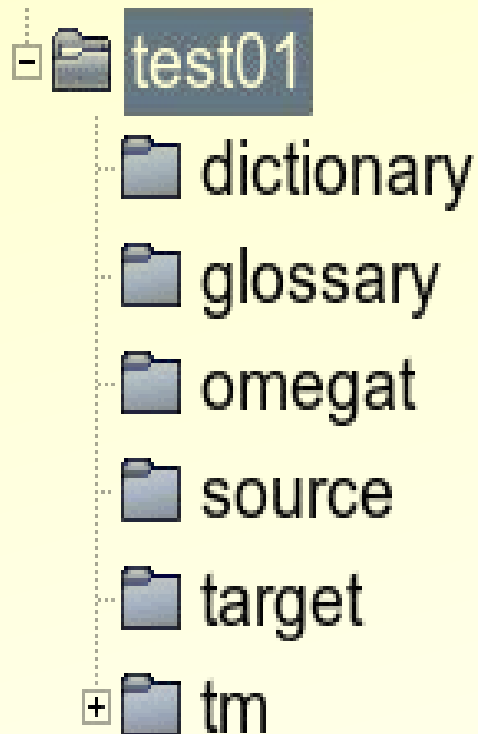 test01
dictionary
glossary
omegat
source
target
tm